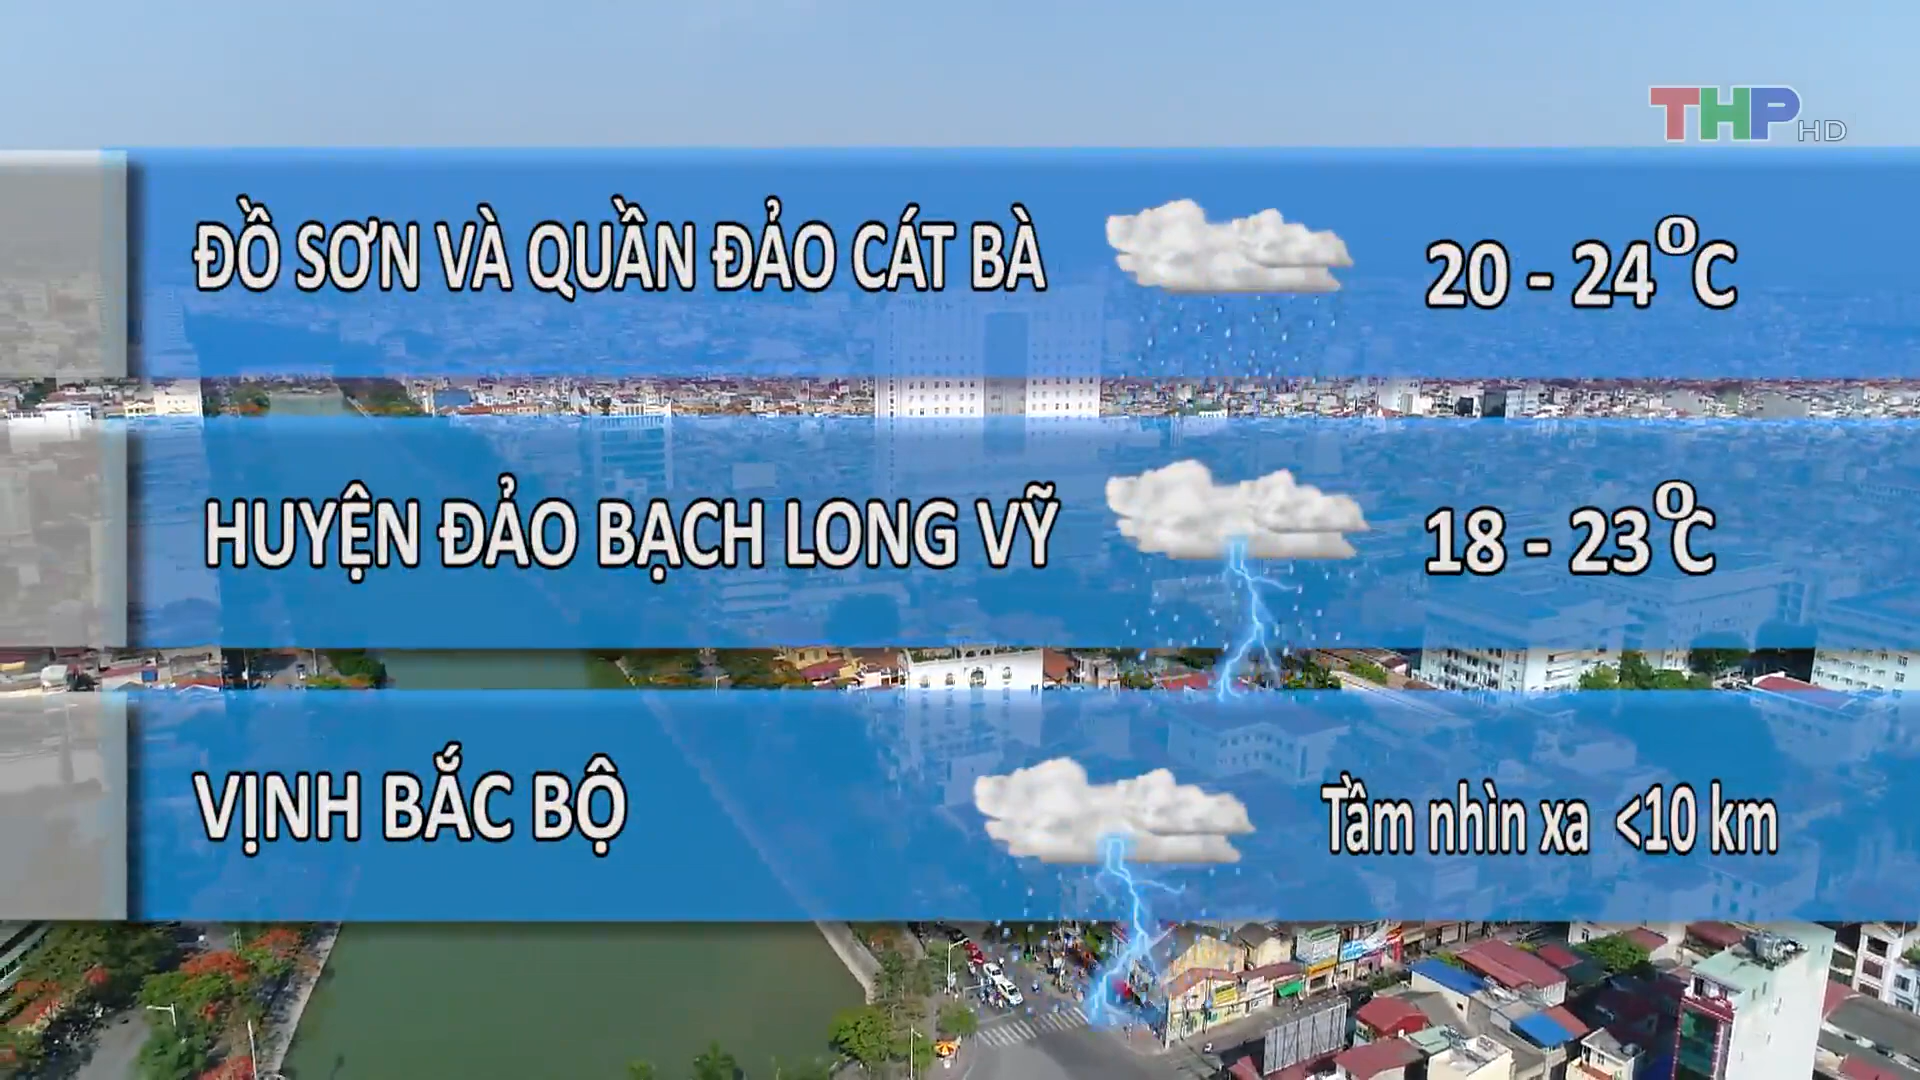 THP HD
ĐỒ SƠN VÀ QUẦN ĐẢO CÁT BÀ 20 - 24°C
HUYỆN ĐẢO BẠCH LONG VỸ 18 - 23°C
VỊNH BẮC BỘ Tầm nhìn xa <10 km